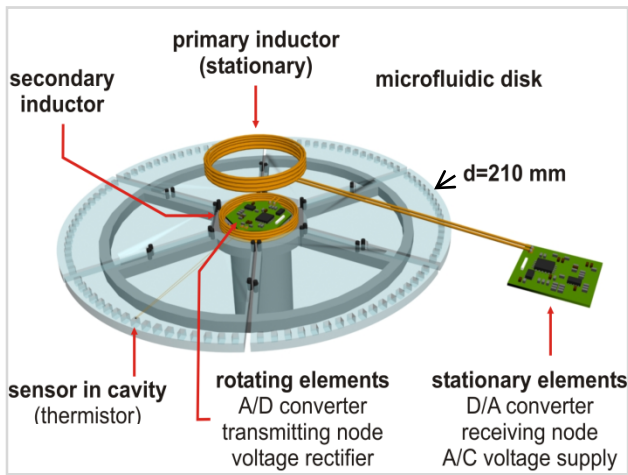 primary inductor
(stationary)
secondary
inductor
microfluidic disk
d=210 mm
sensor in cavity
(thermistor)
rotating elements
A/D converter
transmitting node
voltage rectifier
stationary elements
D/A converter
receiving node
A/C voltage supply